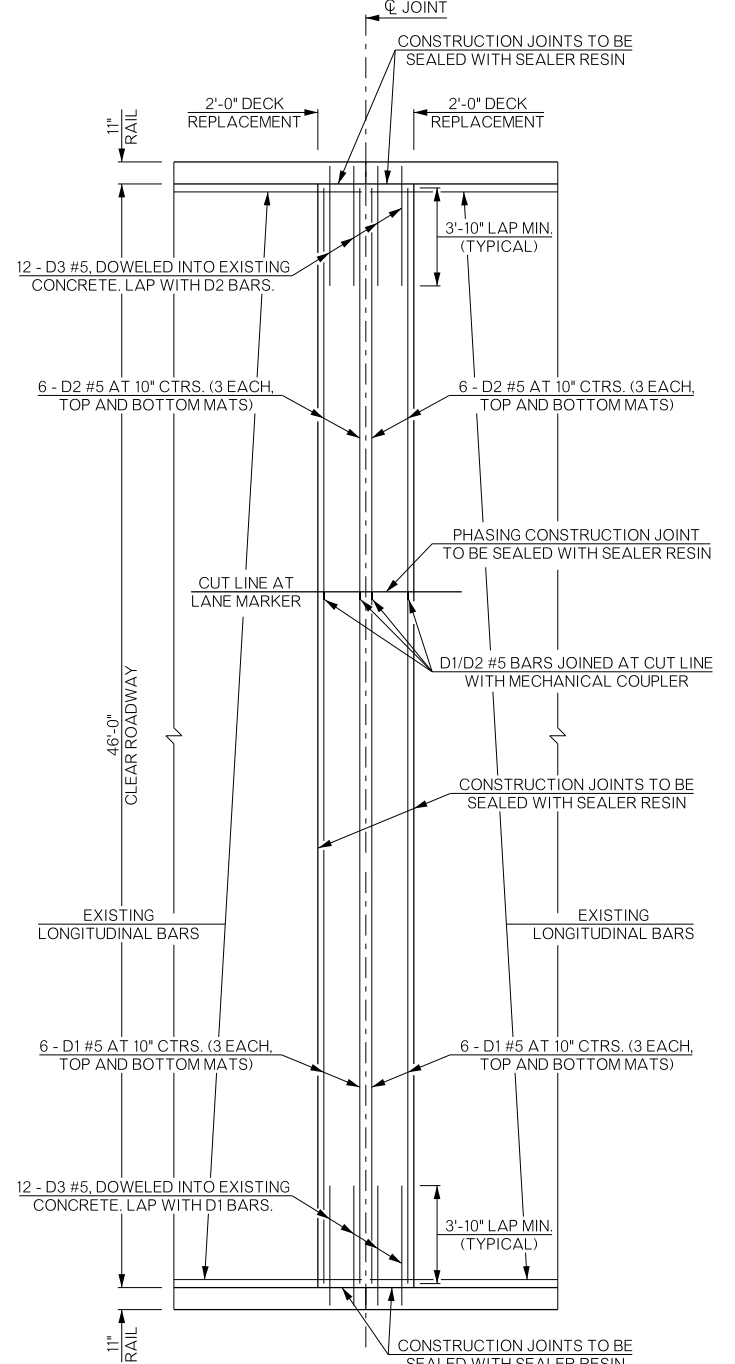 ℄ JOINT
CONSTRUCTION JOINTS TO BE
SEALED WITH SEALER RESIN
2'-0" DECK
REPLACEMENT
2'-0" DECK
REPLACEMENT
11"
RAIL
3'-10" LAP MIN.
(TYPICAL)
12 - D3 #5, DOWELED INTO EXISTING
CONCRETE. LAP WITH D2 BARS.
6 - D2 #5 AT 10" CTRS. (3 EACH,
TOP AND BOTTOM MATS)
6 - D2 #5 AT 10" CTRS. (3 EACH,
TOP AND BOTTOM MATS)
PHASING CONSTRUCTION JOINT
TO BE SEALED WITH SEALER RESIN
CUT LINE AT
LANE MARKER
D1/D2 #5 BARS JOINED AT CUT LINE
WITH MECHANICAL COUPLER
46'-0"
CLEAR ROADWAY
CONSTRUCTION JOINTS TO BE
SEALED WITH SEALER RESIN
EXISTING
LONGITUDINAL BARS
EXISTING
LONGITUDINAL BARS
6 - D1 #5 AT 10" CTRS. (3 EACH,
TOP AND BOTTOM MATS)
6 - D1 #5 AT 10" CTRS. (3 EACH,
TOP AND BOTTOM MATS)
12 - D3 #5, DOWELED INTO EXISTING
CONCRETE. LAP WITH D1 BARS.
3'-10" LAP MIN.
(TYPICAL)
11"
RAIL
CONSTRUCTION JOINTS TO BE
SEALED WITH SEALER RESIN